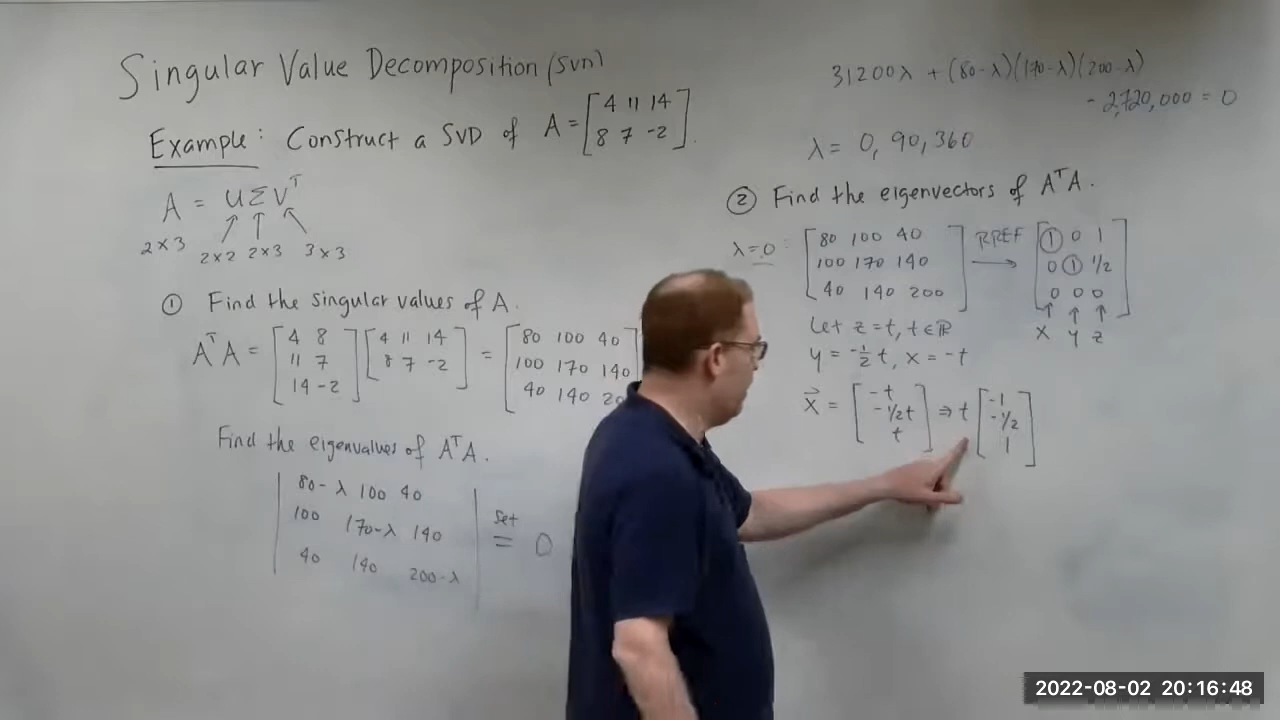 Singular Value Decomposition (SVD)
Example: Construct a SVD of A = [4 11 14
8 7 -2].
A = UΣV^T
2×3 2×2 2×3 3×3
① Find the singular values of A.
A^T A = [4 8
11 7
14 -2] [4 11 14
8 7 -2] = [80 100 40
100 170 140
40 140 20
Find the eigenvalues of A^T A.
| 80-λ 100 40
100 170-λ 140
40 140 200-λ | set = 0
31200λ + (80-λ)(170-λ)(200-λ)
- 2,720,000 = 0
λ = 0, 90, 360
② Find the eigenvectors of A^T A.
λ=0: [80 100 40
100 170 140
40 140 200] RREF → [1 0 1
0 1 1/2
0 0 0]
x y z
Let z = t, t ∈ ℝ
y = -1/2 t, x = -t
x⃗ = [-t
-1/2t
t] ⇒ t [-1
-1/2
1]
2022-08-02 20:16:48